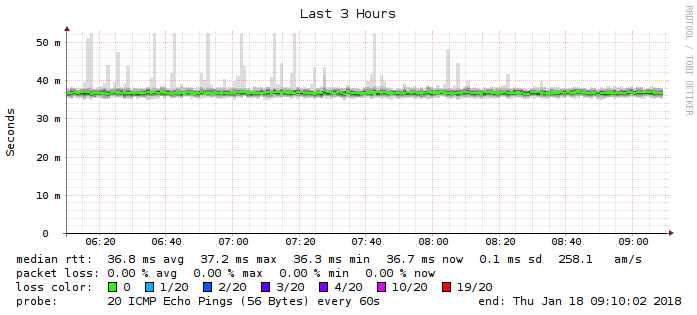 Last 3 Hours
RRDTOOL / TOBI OETIKER
Seconds
50 m
40 m
30 m
20 m
10 m
0
06:20 06:40 07:00 07:20 07:40 08:00 08:20 08:40 09:00
median rtt: 36.8 ms avg 37.2 ms max 36.3 ms min 36.7 ms now 0.1 ms sd 258.1 am/s
packet loss: 0.00 % avg 0.00 % max 0.00 % min 0.00 % now
loss color: 0 1/20 2/20 3/20 4/20 10/20 19/20
probe: 20 ICMP Echo Pings (56 Bytes) every 60s end: Thu Jan 18 09:10:02 2018